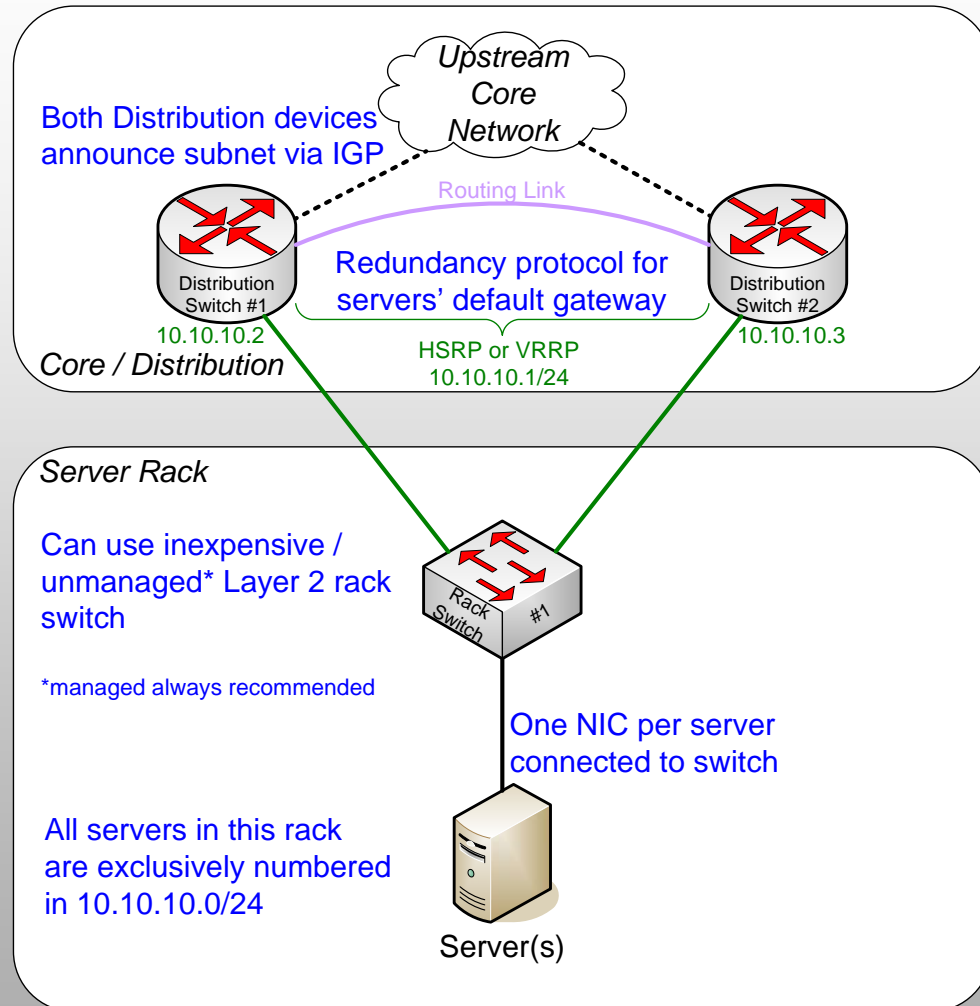 Upstream
Core
Network
Both Distribution devices
announce subnet via IGP
Routing Link
Distribution
Switch #1
10.10.10.2
Redundancy protocol for
servers’ default gateway
HSRP or VRRP
10.10.10.1/24
Distribution
Switch #2
10.10.10.3
Core / Distribution
Server Rack
Can use inexpensive /
unmanaged* Layer 2 rack
switch
Rack
Switch
#1
*managed always recommended
One NIC per server
connected to switch
All servers in this rack
are exclusively numbered
in 10.10.10.0/24
Server(s)